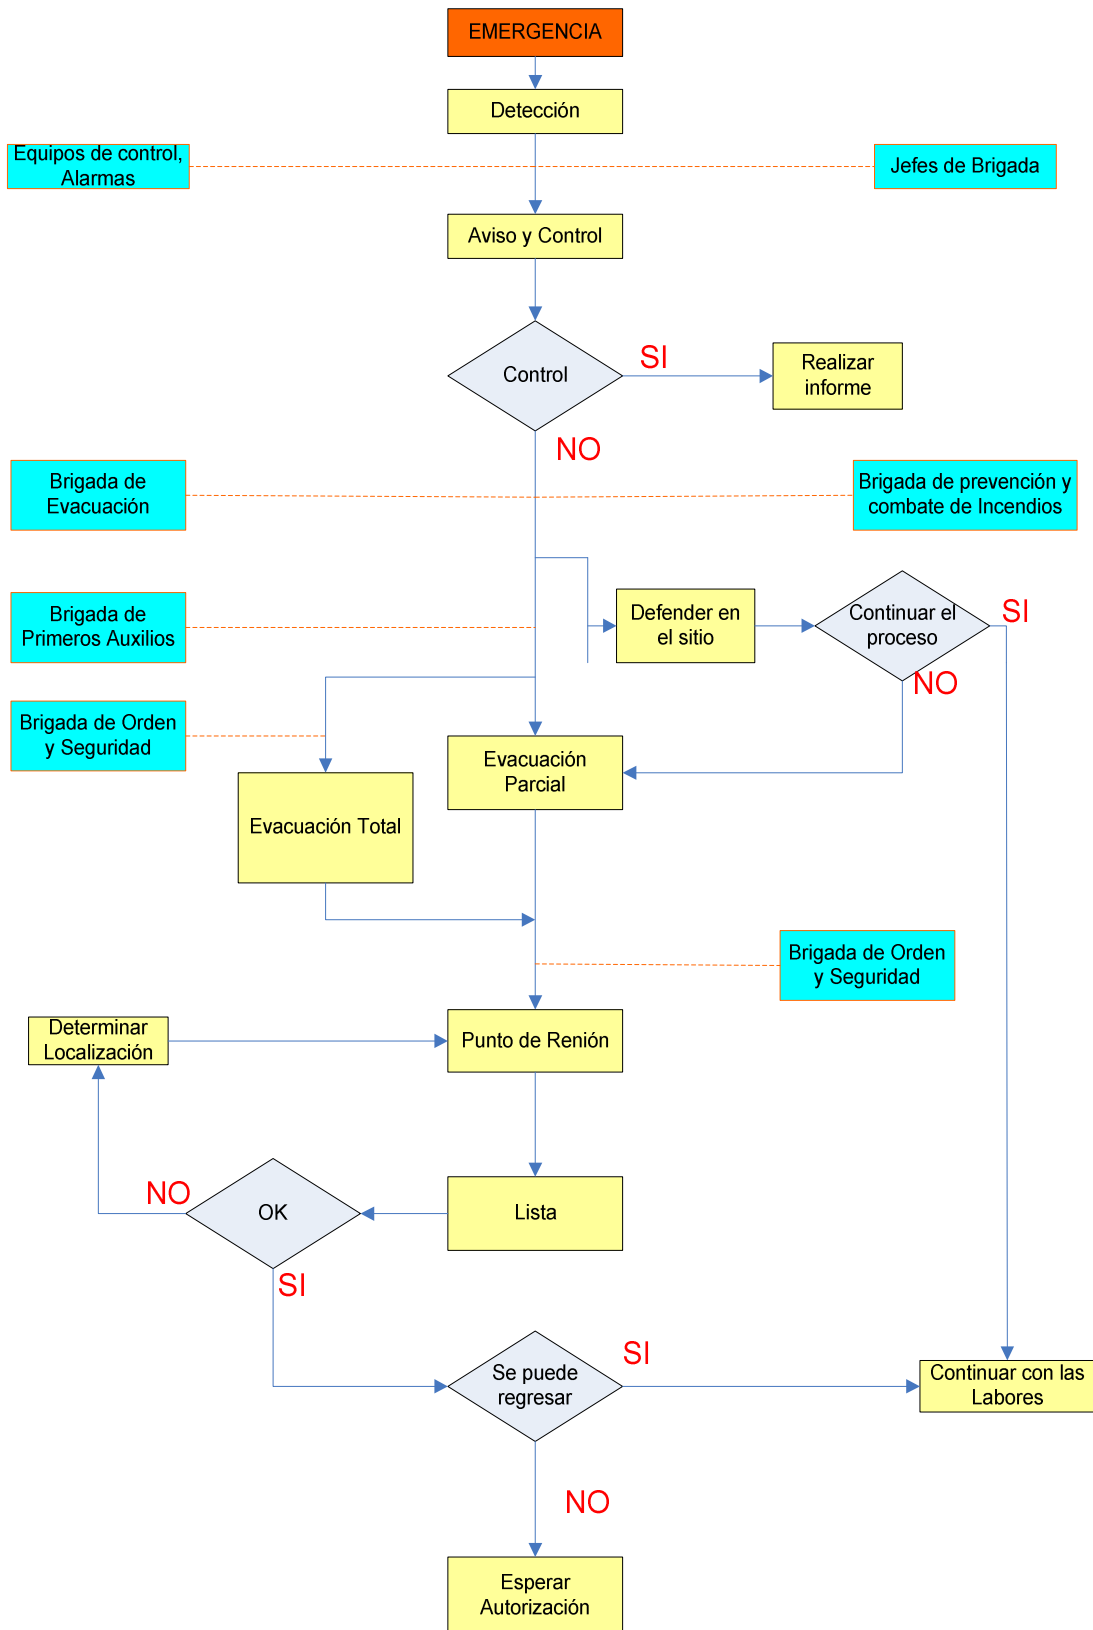 EMERGENCIA
Detección
Equipos de control,
Alarmas
Jefes de Brigada
Aviso y Control
Control
SI
Realizar
informe
NO
Brigada de
Evacuación
Brigada de prevención y
combate de Incendios
Brigada de
Primeros Auxilios
Defender en
el sitio
Continuar el
proceso
SI
NO
Brigada de Orden
y Seguridad
Evacuación
Parcial
Evacuación Total
Brigada de Orden
y Seguridad
Determinar
Localización
Punto de Renión
NO
OK
Lista
SI
Se puede
regresar
SI
Continuar con las
Labores
NO
Esperar
Autorización